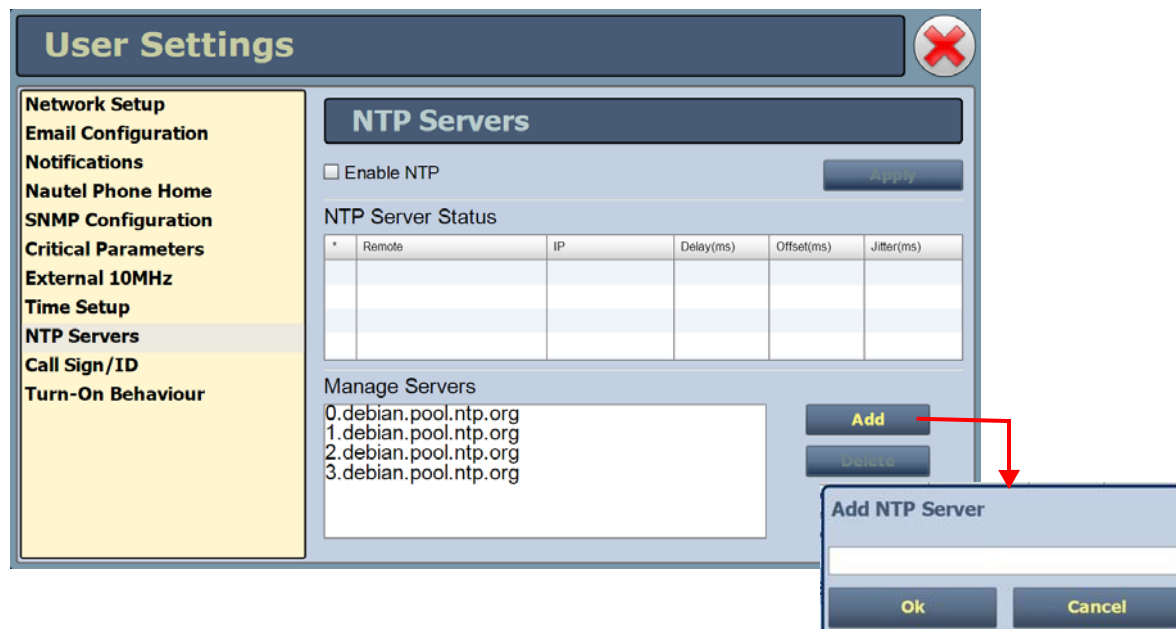 User Settings
Network Setup
Email Configuration
Notifications
Nautel Phone Home
SNMP Configuration
Critical Parameters
External 10MHz
Time Setup
NTP Servers
Call Sign/ID
Turn-On Behaviour
NTP Servers
Enable NTP
Apply
NTP Server Status
* Remote IP Delay(ms) Offset(ms) Jitter(ms)
Manage Servers
0.debian.pool.ntp.org
1.debian.pool.ntp.org
2.debian.pool.ntp.org
3.debian.pool.ntp.org
Add
Delete
Add NTP Server
Ok Cancel